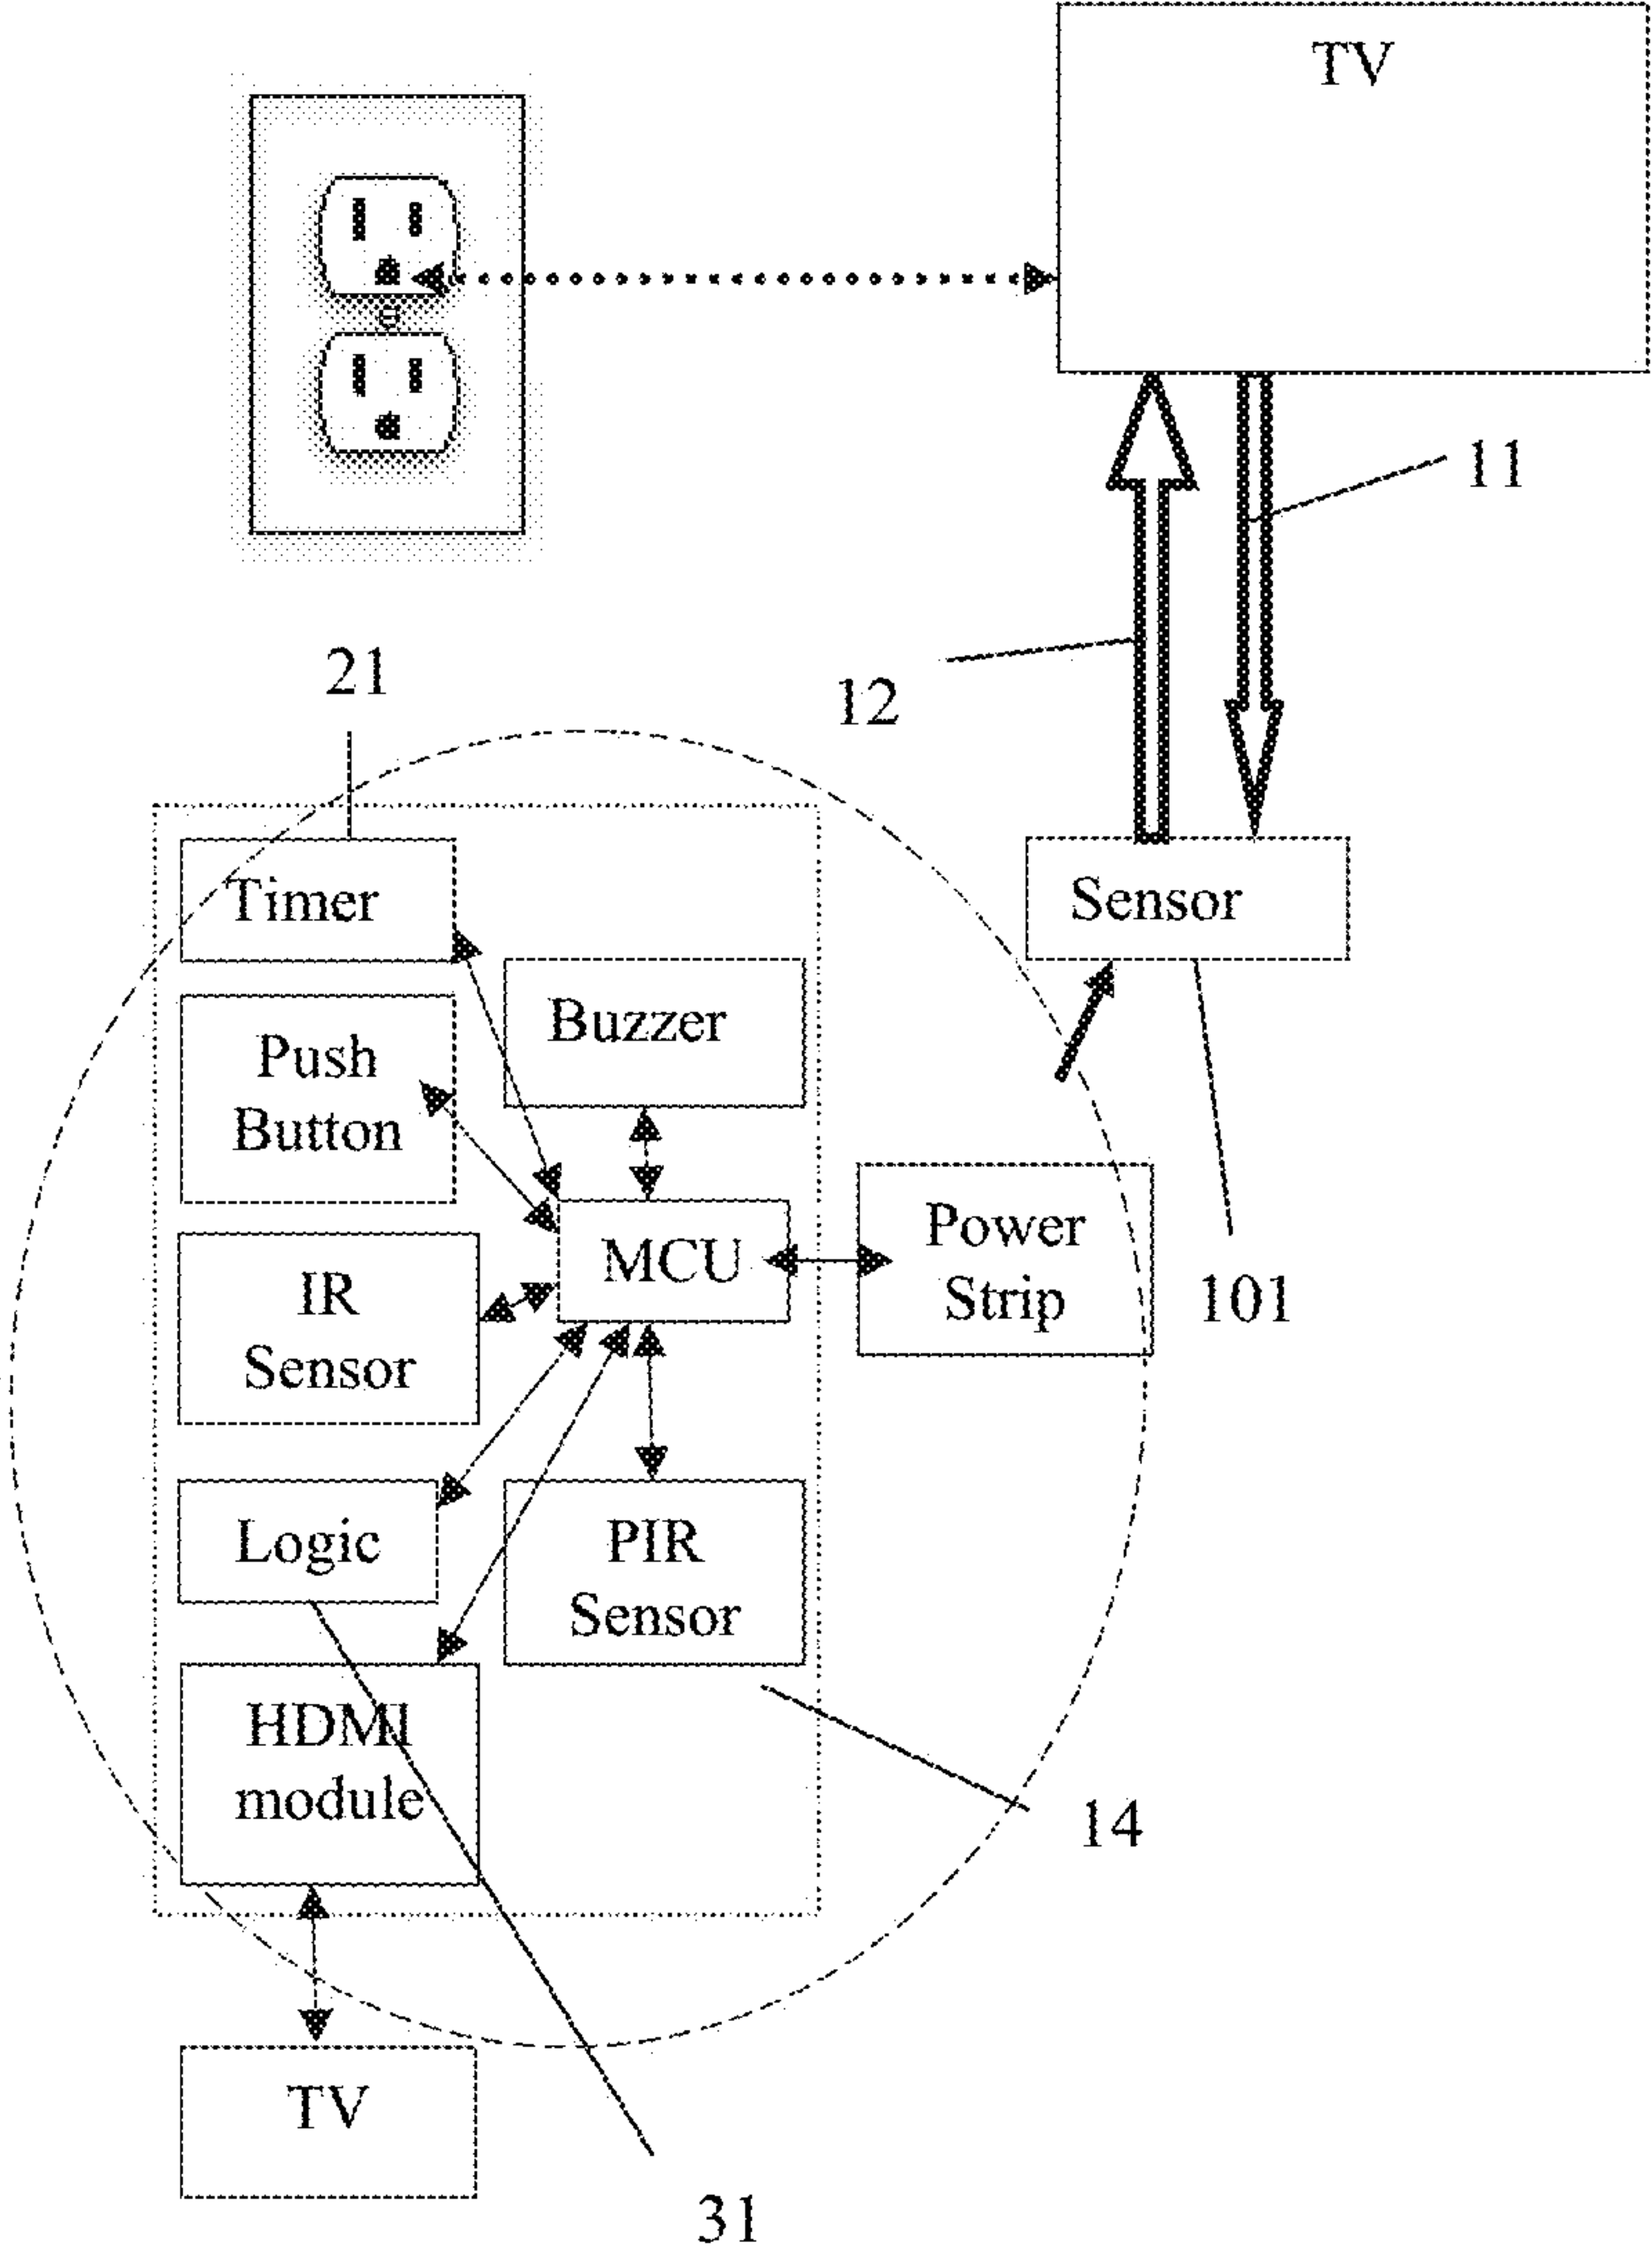 TV
11
12
21
Timer
Sensor
Buzzer
Push
Button
MCU
Power
Strip
101
IR
Sensor
Logic
PIR
Sensor
HDMI
module
14
TV
31